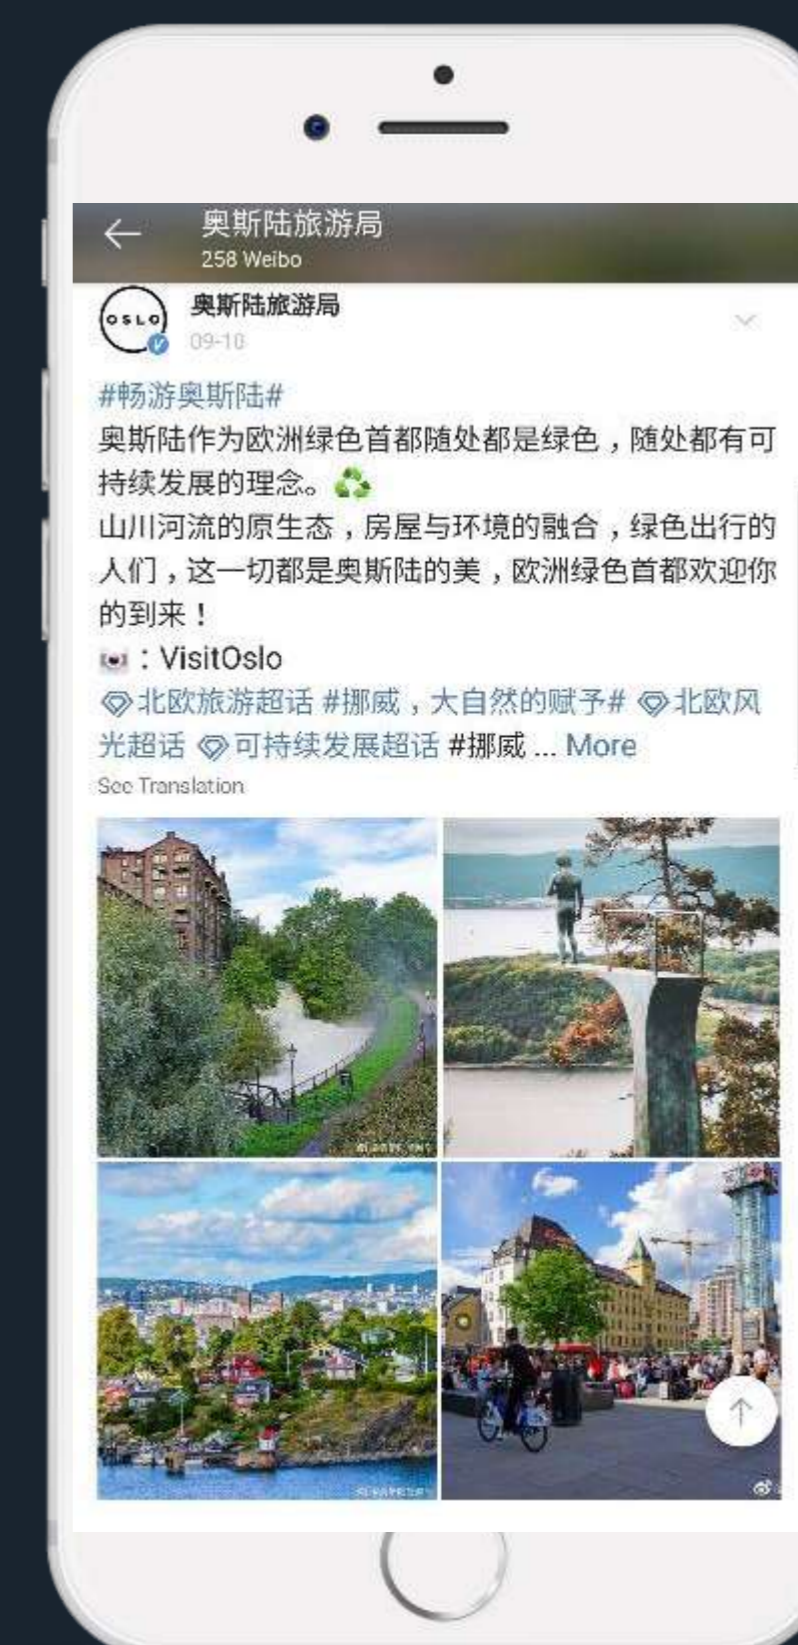 奥斯陆旅游局
258 Weibo
OSLO
奥斯陆旅游局
09-10
#畅游奥斯陆#
奥斯陆作为欧洲绿色首都随处都是绿色，随处都有可
持续发展的理念。
山川河流的原生态，房屋与环境的融合，绿色出行的
人们，这一切都是奥斯陆的美，欧洲绿色首都欢迎你
的到来！
：VisitOslo
北欧旅游超话 #挪威，大自然的赋予# 北欧风
光超话 可持续发展超话 #挪威 ... More
See Translation